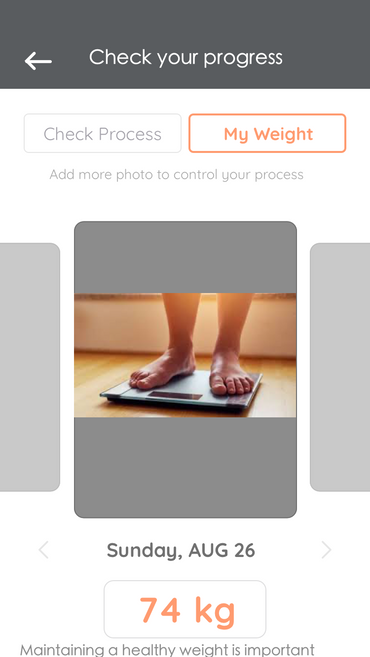 Check your progress
Check Process
My Weight
Add more photo to control your process
Sunday, AUG 26
74 kg
Maintaining a healthy weight is important